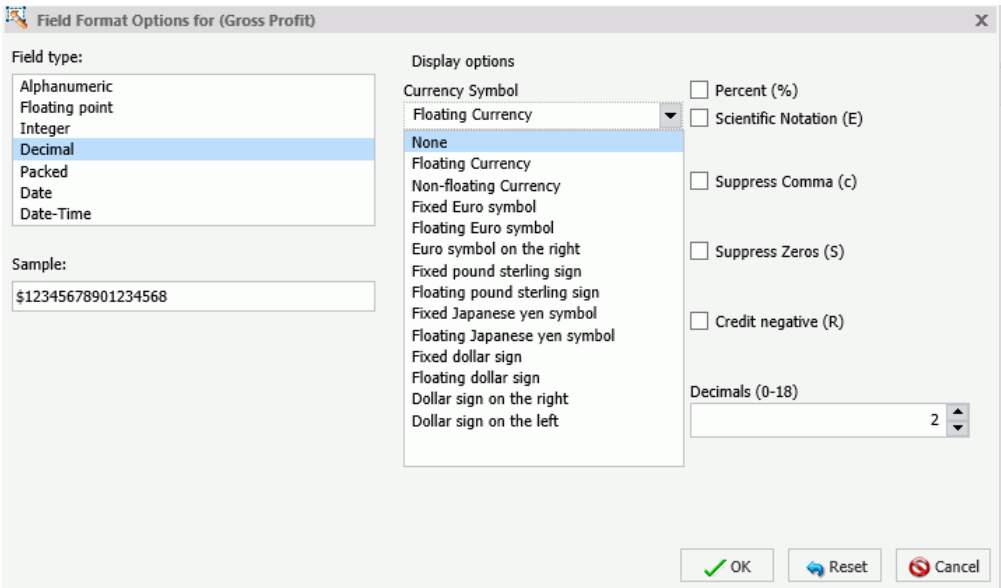 Field Format Options for (Gross Profit)
X
Field type:
Alphanumeric
Floating point
Integer
Decimal
Packed
Date
Date-Time
Sample:
$12345678901234568
Display options
Currency Symbol
Floating Currency
None
Floating Currency
Non-floating Currency
Fixed Euro symbol
Floating Euro symbol
Euro symbol on the right
Fixed pound sterling sign
Floating pound sterling sign
Fixed Japanese yen symbol
Floating Japanese yen symbol
Fixed dollar sign
Floating dollar sign
Dollar sign on the right
Dollar sign on the left
Percent (%)
Scientific Notation (E)
Suppress Comma (c)
Suppress Zeros (S)
Credit negative (R)
Decimals (0-18)
2
OK
Reset
Cancel